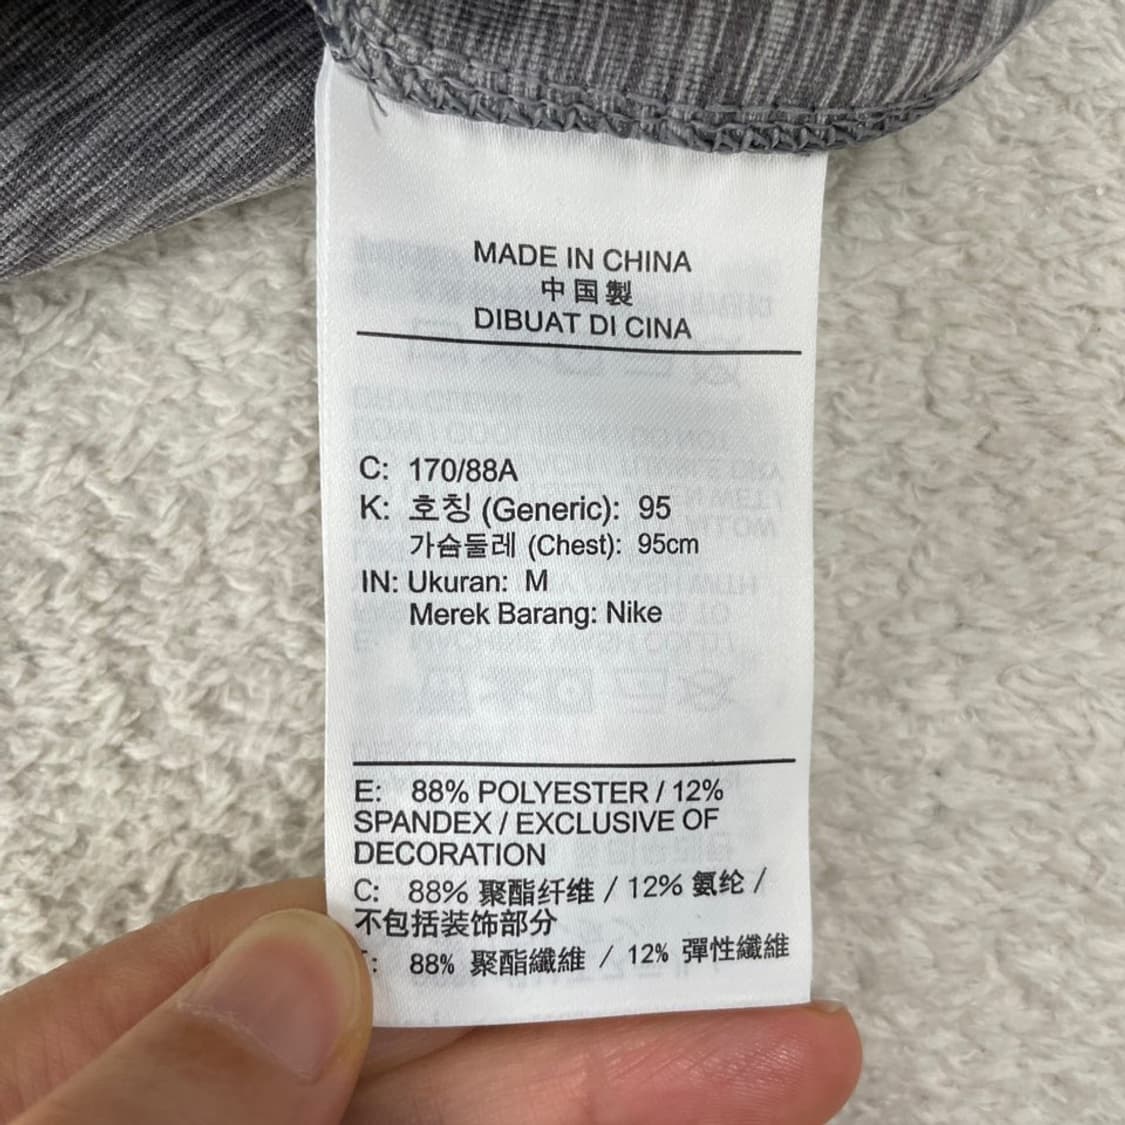 MADE IN CHINA
中国製
DIBUAT DI CINA
C: 170/88A
K: 호칭 (Generic): 95
가슴둘레 (Chest): 95cm
IN: Ukuran: M
Merek Barang: Nike
E: 88% POLYESTER / 12%
SPANDEX / EXCLUSIVE OF
DECORATION
C: 88% 聚酯纤维 / 12% 氨纶 /
不包括装饰部分
: 88% 聚酯纖維 / 12% 彈性纖維